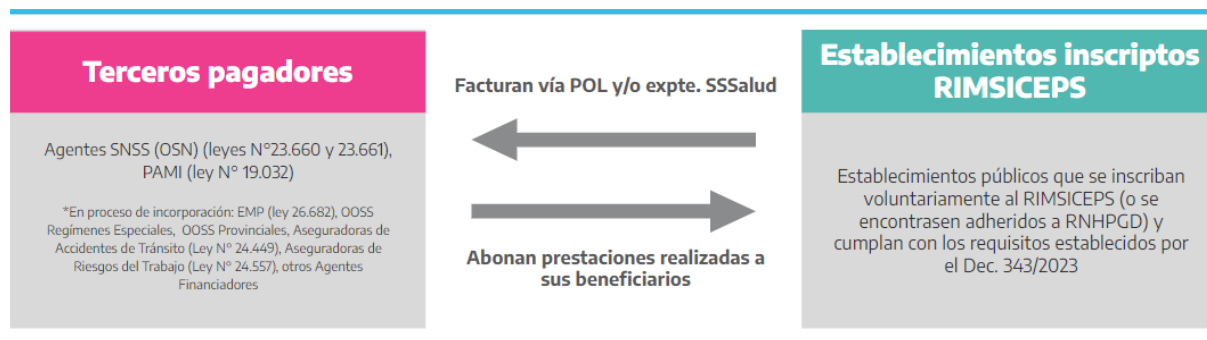 Terceros pagadores
Agentes SNSS (OSN) (leyes N°23.660 y 23.661),
PAMI (ley N° 19.032)
*En proceso de incorporación: EMP (ley 26.682), OOSS
Regímenes Especiales, OOSS Provinciales, Aseguradoras de
Accidentes de Tránsito (Ley N° 24.449), Aseguradoras de
Riesgos del Trabajo (Ley N° 24.557), otros Agentes
Financiadores
Facturan vía POL y/o expte. SSSalud
Abonan prestaciones realizadas a
sus beneficiarios
Establecimientos inscriptos
RIMSICEPS
Establecimientos públicos que se inscriban
voluntariamente al RIMSICEPS (o se
encontrasen adheridos a RNHPGD) y
cumplan con los requisitos establecidos por
el Dec. 343/2023